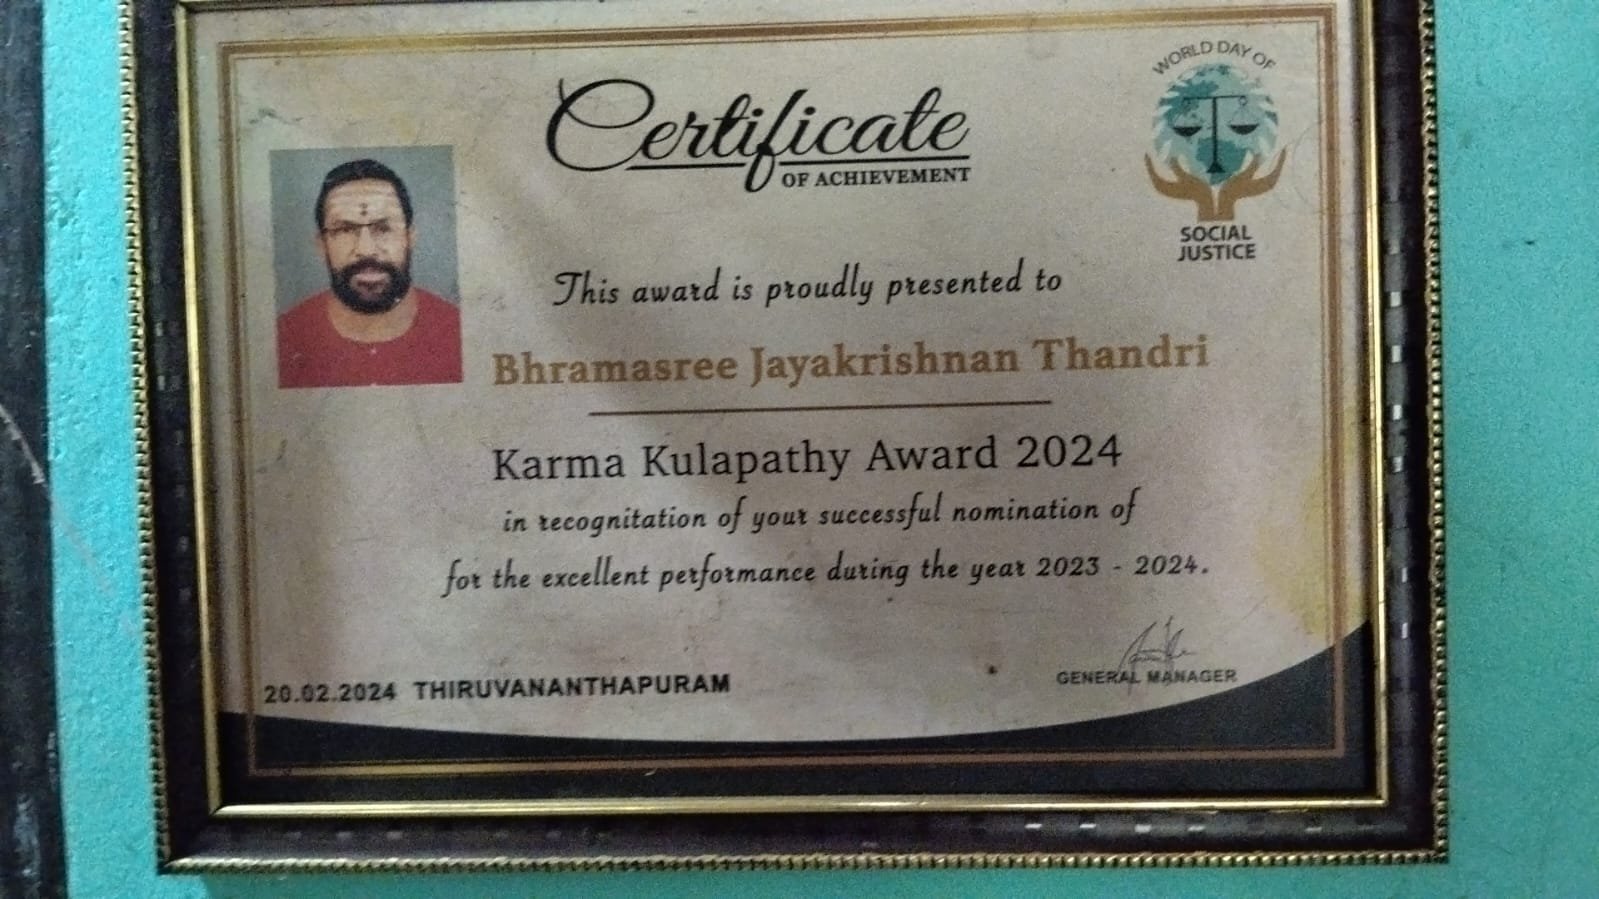 WORLD DAY OF
SOCIAL
JUSTICE
Certificate
OF ACHIEVEMENT
This award is proudly presented to
Bhramasree Jayakrishnan Thandri
Karma Kulapathy Award 2024
in recognitation of your successful nomination of
for the excellent performance during the year 2023 - 2024.
20.02.2024 THIRUVANANTHAPURAM
GENERAL MANAGER